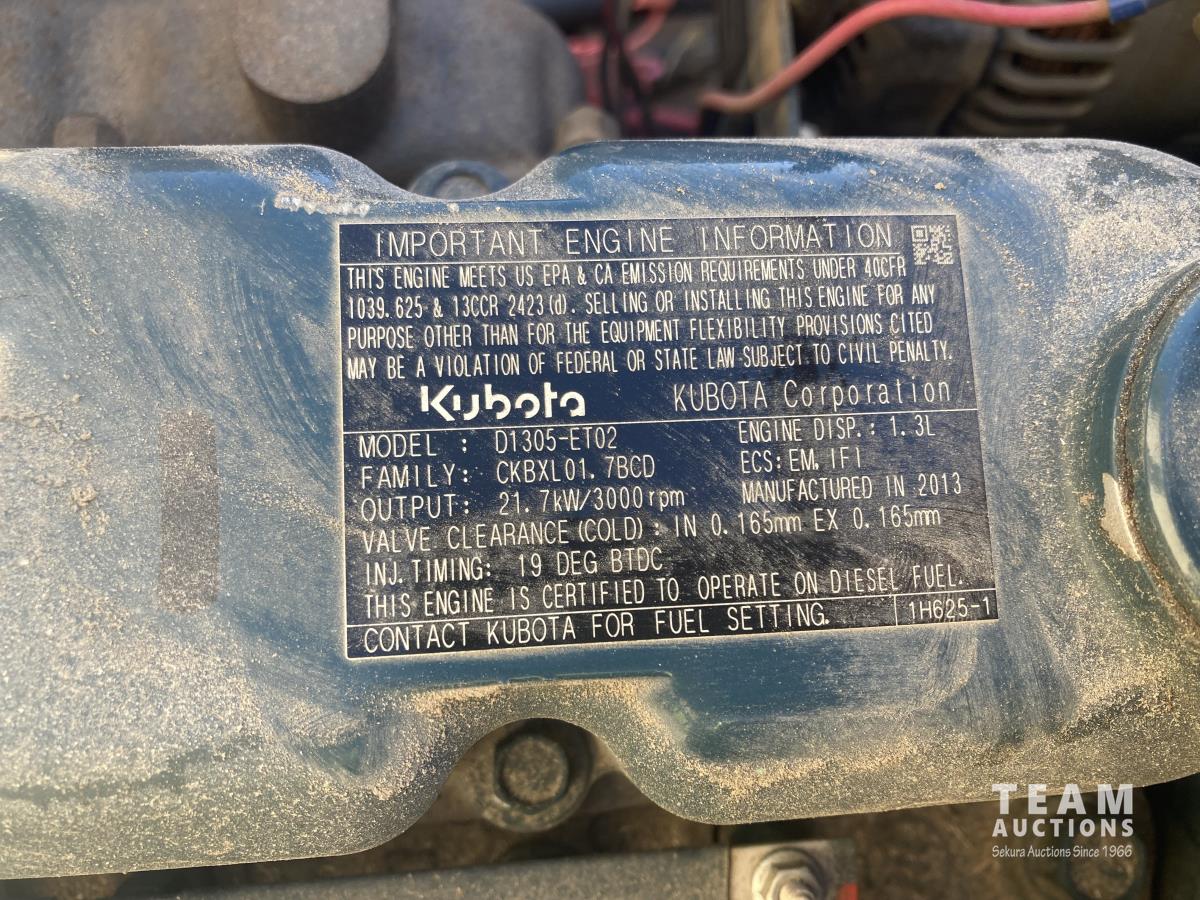 IMPORTANT ENGINE INFORMATION
THIS ENGINE MEETS US EPA & CA EMISSION REQUIREMENTS UNDER 40CFR
1039.625 & 13CCR 2423(d). SELLING OR INSTALLING THIS ENGINE FOR ANY
PURPOSE OTHER THAN FOR THE EQUIPMENT FLEXIBILITY PROVISIONS CITED
MAY BE A VIOLATION OF FEDERAL OR STATE LAW SUBJECT TO CIVIL PENALTY.
Kubota KUBOTA Corporation
MODEL : D1305-ET02 ENGINE DISP.: 1.3L
FAMILY: CKBXL01.7BCD ECS: EM, IFI
OUTPUT: 21.7kW/3000rpm MANUFACTURED IN 2013
VALVE CLEARANCE(COLD): IN 0.165mm EX 0.165mm
INJ.TIMING: 19 DEG BTDC
THIS ENGINE IS CERTIFIED TO OPERATE ON DIESEL FUEL.
CONTACT KUBOTA FOR FUEL SETTING. 1H625-1
TEAM
AUCTIONS
Sekura Auctions Since 1966